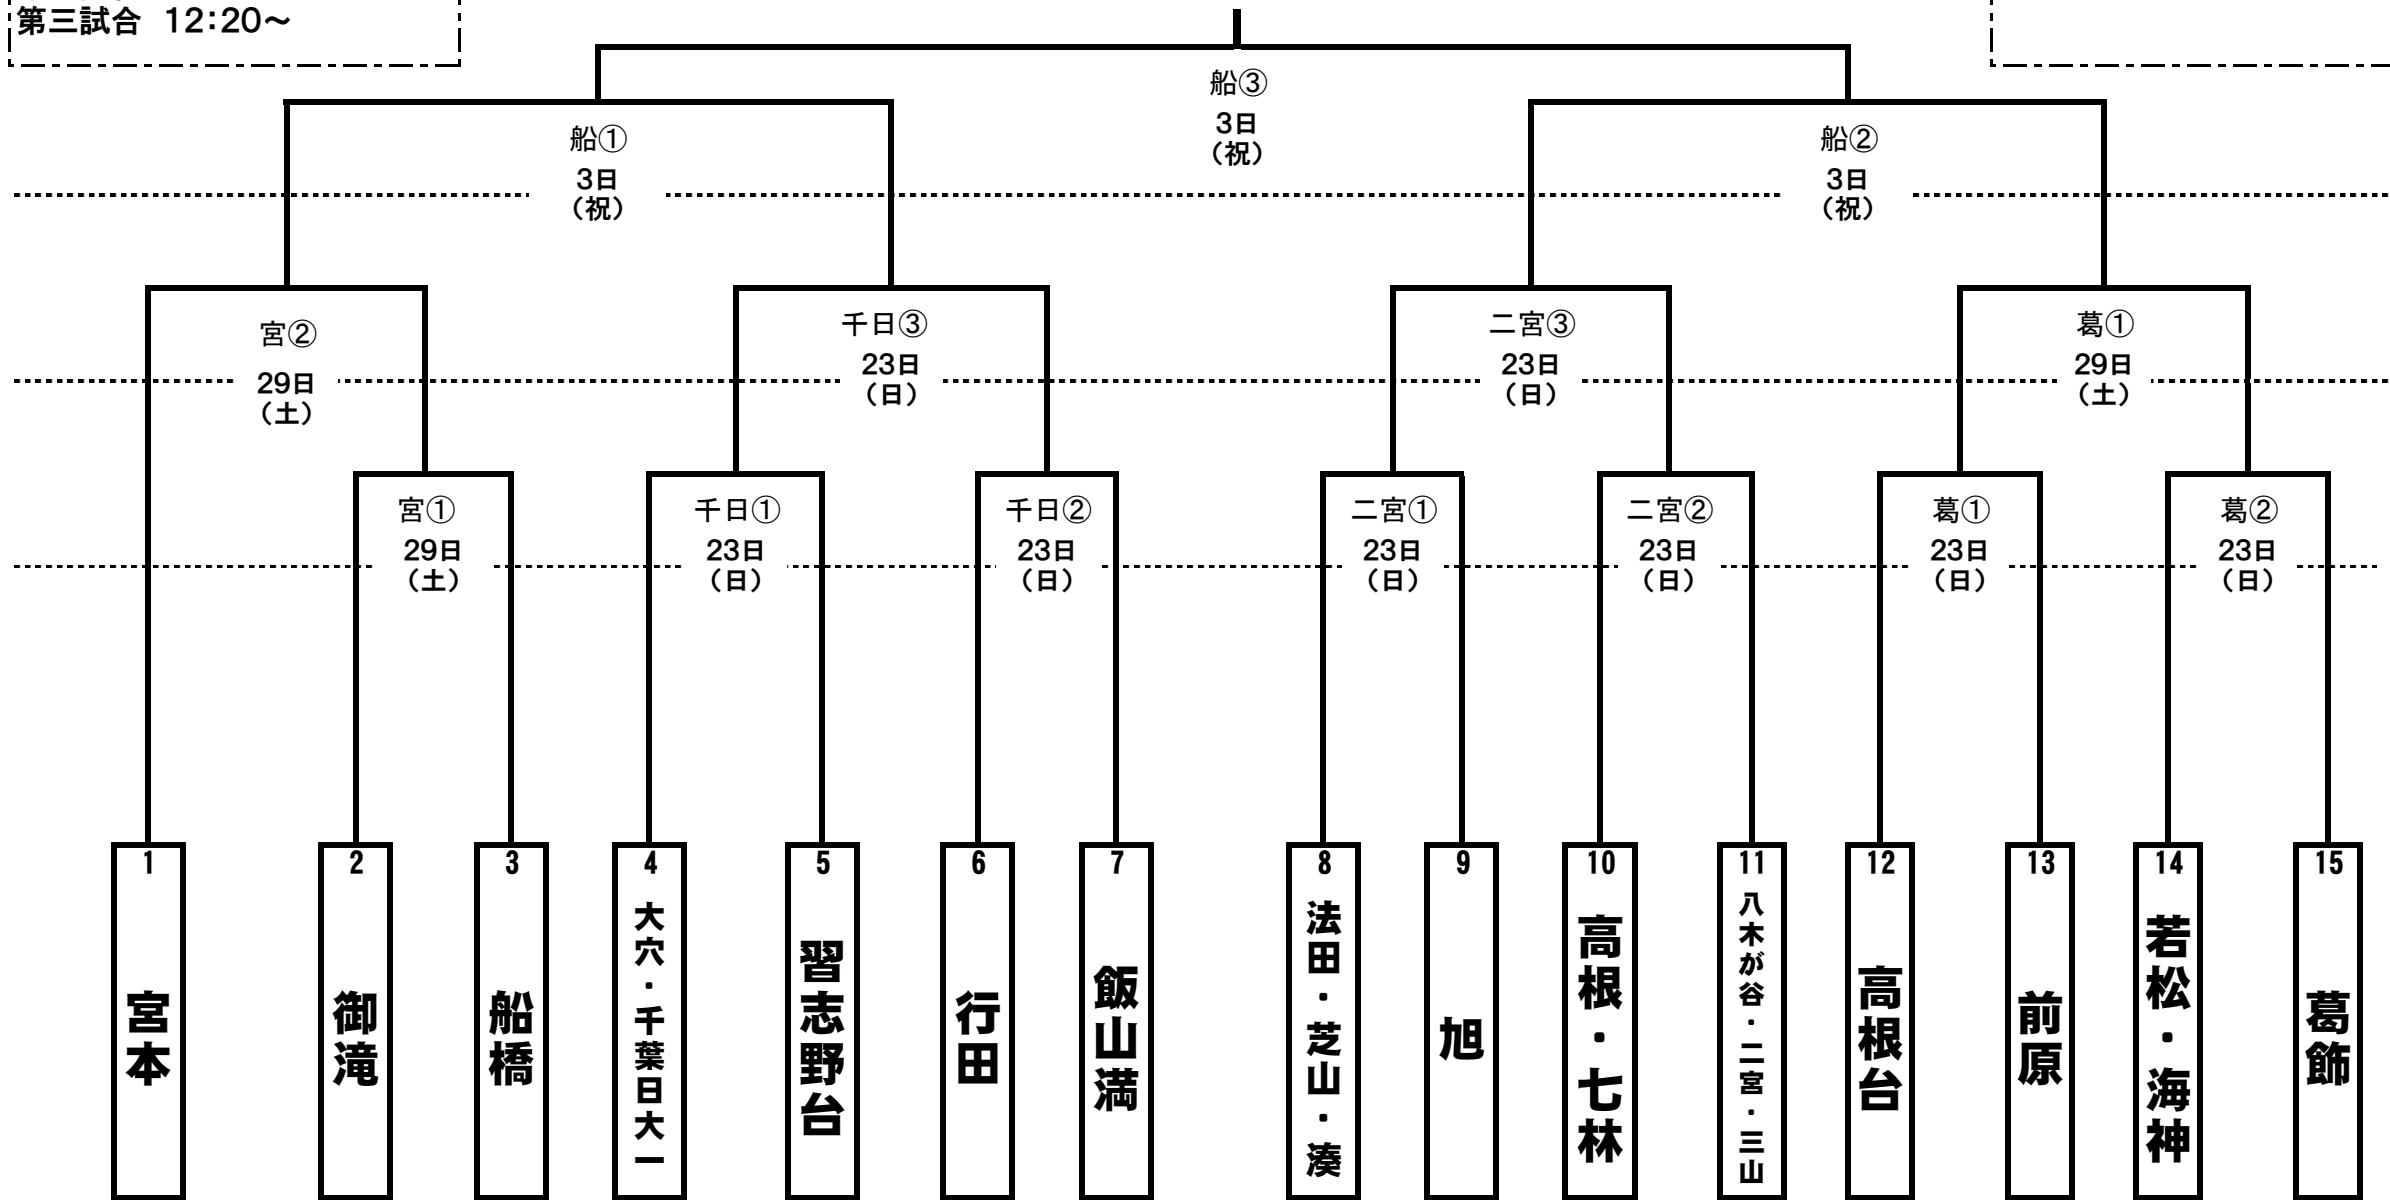 第三試合 12:20～
船③
3日
（祝）
船①
3日
（祝）
船②
3日
（祝）
宮②
29日
（土）
千日③
23日
（日）
二宮③
23日
（日）
葛①
29日
（土）
宮①
29日
（土）
千日①
23日
（日）
千日②
23日
（日）
二宮①
23日
（日）
二宮②
23日
（日）
葛①
23日
（日）
葛②
23日
（日）
1
宮本
2
御滝
3
船橋
4
大穴・千葉日大一
5
習志野台
6
行田
7
飯山満
8
法田・芝山・湊
9
旭
10
高根・七林
11
八木が谷・二宮・三山
12
高根台
13
前原
14
若松・海神
15
葛飾